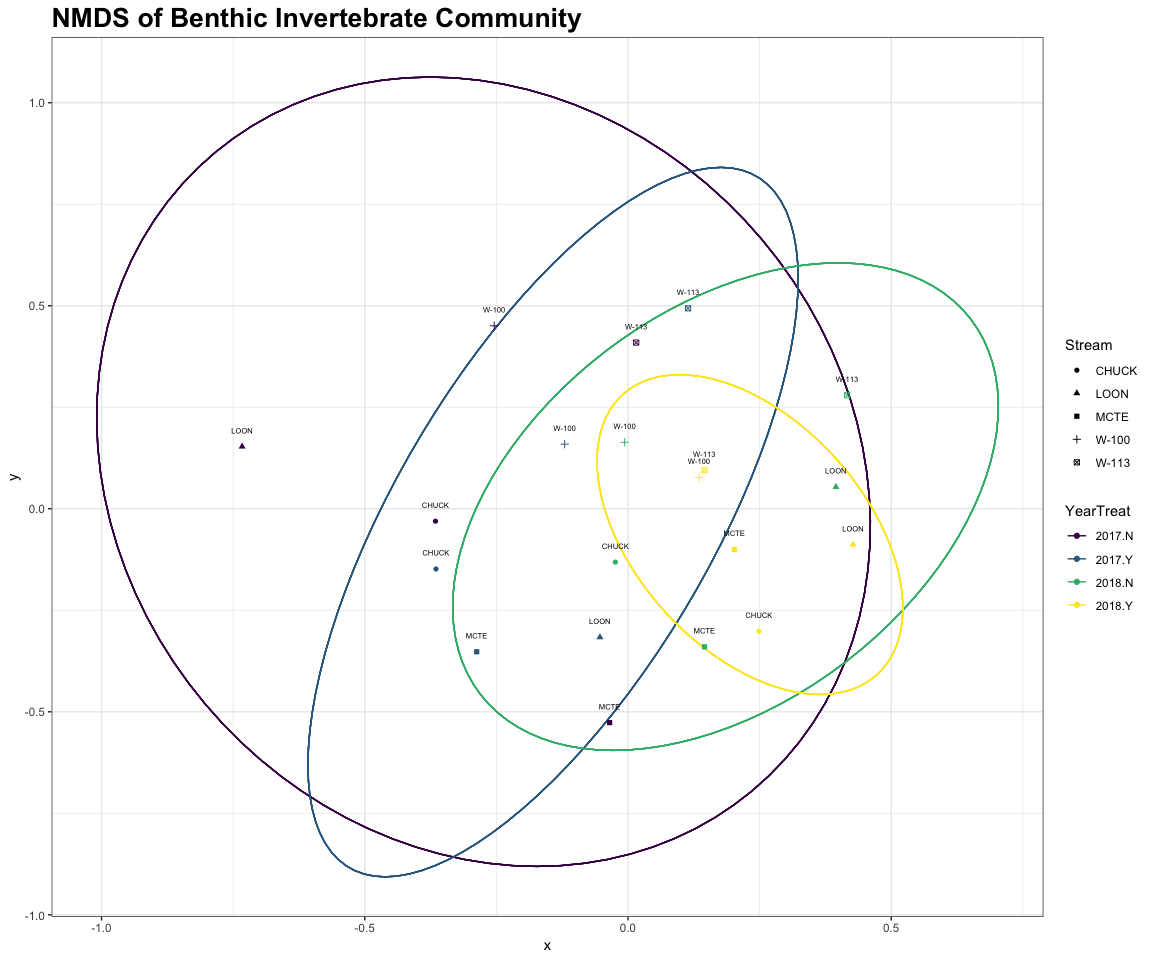 NMDS of Benthic Invertebrate Community
1.0
0.5
0.0
-0.5
-1.0
y
W-113
W-100
W-113
W-113
LOON
W-100
W-100
W-113
W-100
LOON
CHUCK
MCTE
LOON
CHUCK
CHUCK
CHUCK
LOON
MCTE
MCTE
MCTE
-1.0
-0.5
0.0
0.5
x
Stream
CHUCK
LOON
MCTE
W-100
W-113
YearTreat
2017.N
2017.Y
2018.N
2018.Y